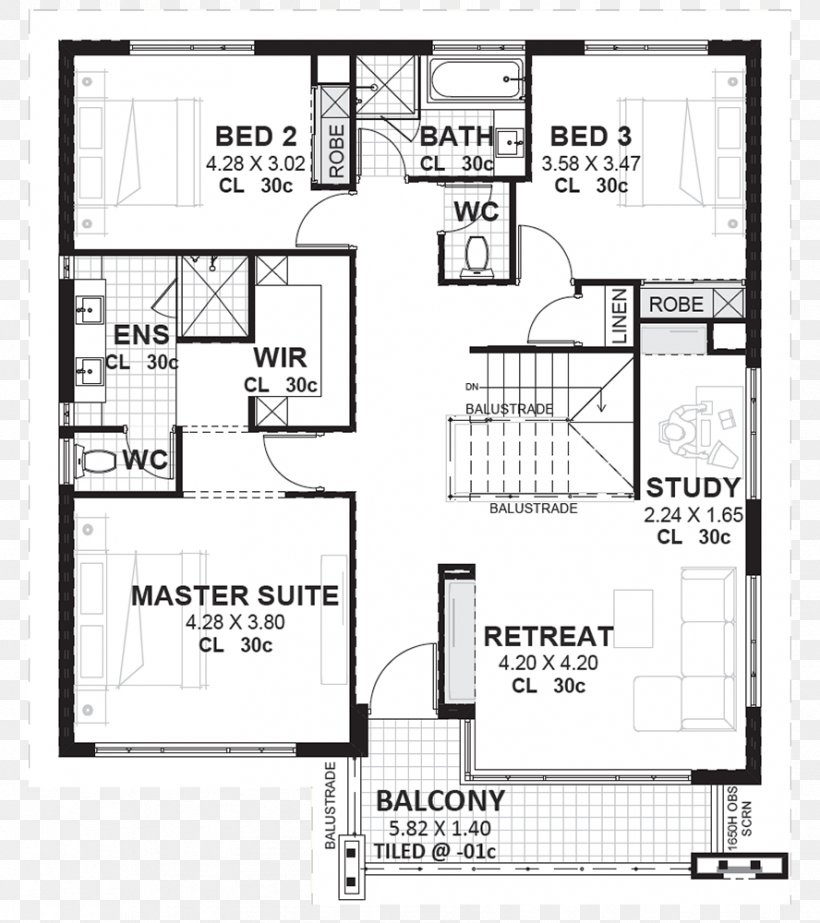 BED 2
4.28 X 3.02
CL 30c
ROBE
BATH
CL 30c
BED 3
3.58 X 3.47
CL 30c
WC
ENS
CL 30c
WIR
CL 30c
LINEN
ROBE
DN
BALUSTRADE
WC
BALUSTRADE
STUDY
2.24 X 1.65
CL 30c
MASTER SUITE
4.28 X 3.80
CL 30c
RETREAT
4.20 X 4.20
CL 30c
BALUSTRADE
BALCONY
5.82 X 1.40
TILED @ -01c
1650H OBS
SCRN